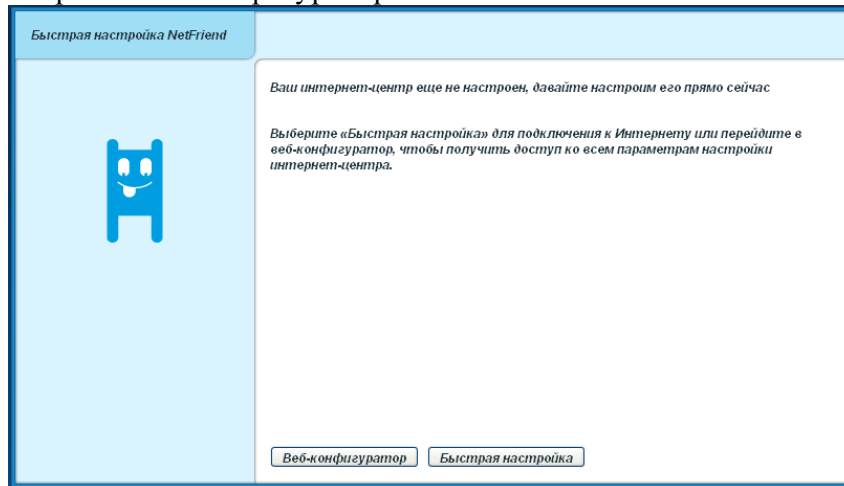 Быстрая настройка NetFriend
Ваш интернет-центр еще не настроен, давайте настроим его прямо сейчас
Выберите «Быстрая настройка» для подключения к Интернету или перейдите в
веб-конфигуратор, чтобы получить доступ ко всем параметрам настройки
интернет-центра.
Веб-конфигуратор Быстрая настройка